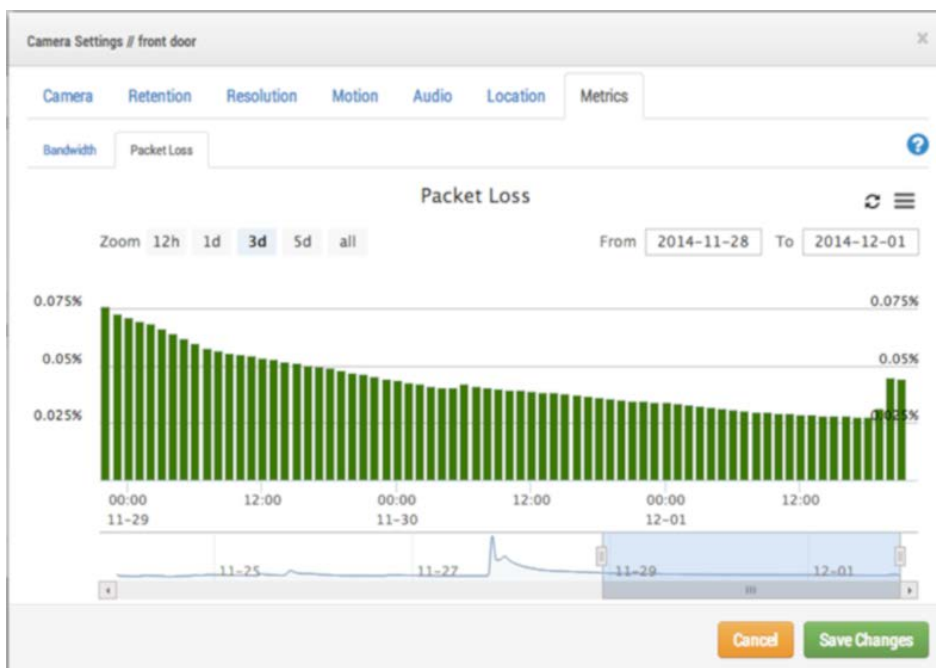 Camera Settings // front door
×
Camera Retention Resolution Motion Audio Location Metrics
Bandwidth Packet Loss ?
Packet Loss
Zoom 12h 1d 3d 5d all From 2014-11-28 To 2014-12-01
0.075% 0.075%
0.05% 0.05%
0.025% 0.025%
00:00 12:00 00:00 12:00 00:00 12:00
11-29 11-30 12-01
11-25 11-27 11-29 12-01
Cancel Save Changes